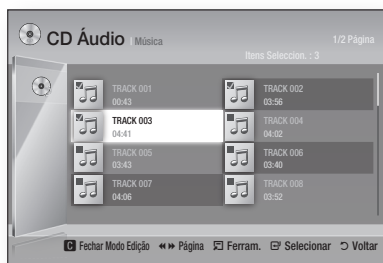 CD Áudio | Música
1/2 Página
Itens Seleccion. : 3
TRACK 001
00:43
TRACK 002
03:56
TRACK 003
04:41
TRACK 004
04:02
TRACK 005
03:43
TRACK 006
03:40
TRACK 007
04:06
TRACK 008
03:52
C Fechar Modo Edição Página Ferram. Selecionar Voltar